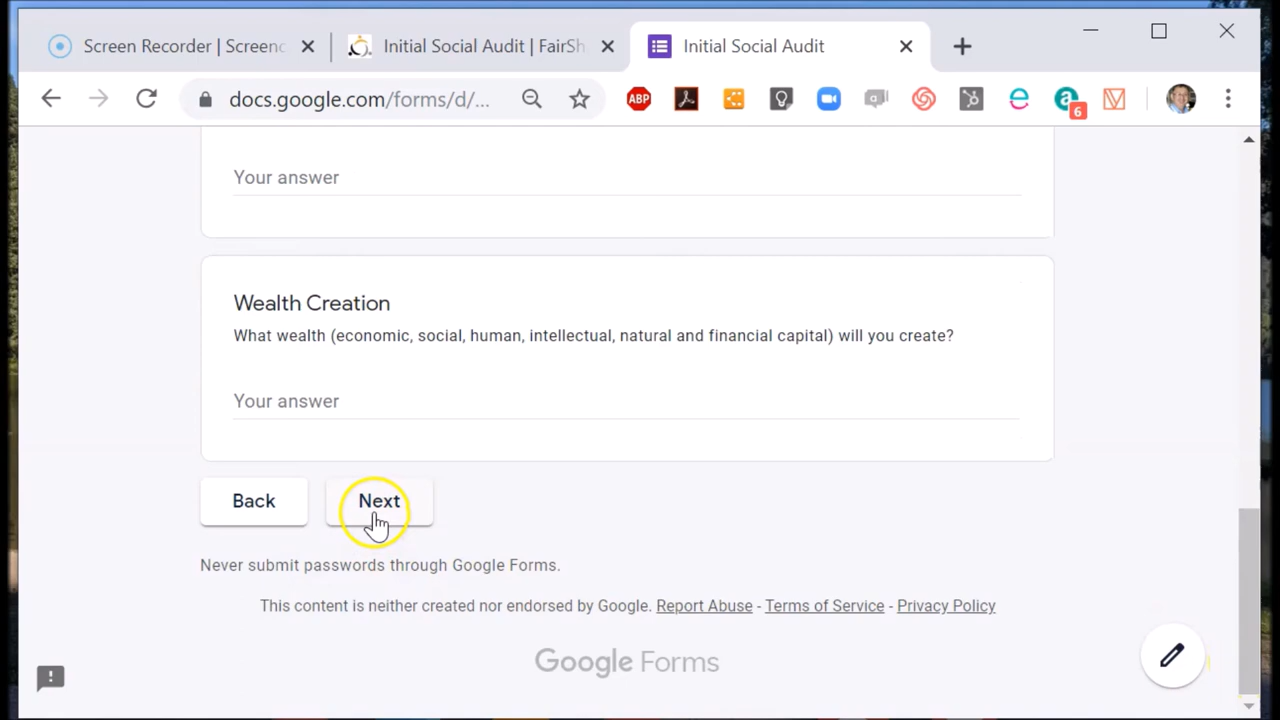 Screen Recorder | Screenc
Initial Social Audit | FairSh
Initial Social Audit
docs.google.com/forms/d/...
ABP
a
6
Your answer
Wealth Creation
What wealth (economic, social, human, intellectual, natural and financial capital) will you create?
Your answer
Back
Next
Never submit passwords through Google Forms.
This content is neither created nor endorsed by Google. Report Abuse - Terms of Service - Privacy Policy
Google Forms